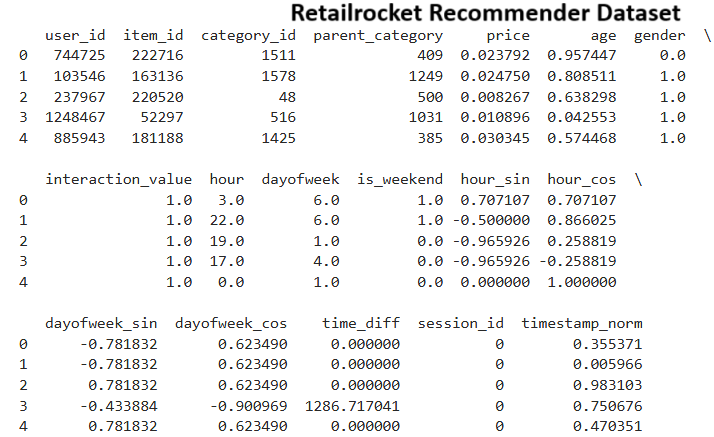 Retailrocket Recommender Dataset
user_id item_id category_id parent_category price age gender \
0 744725 222716 1511 409 0.023792 0.957447 0.0
1 103546 163136 1578 1249 0.024750 0.808511 1.0
2 237967 220520 48 500 0.008267 0.638298 1.0
3 1248467 52297 516 1031 0.010896 0.042553 1.0
4 885943 181188 1425 385 0.030345 0.574468 1.0
interaction_value hour dayofweek is_weekend hour_sin hour_cos \
0 1.0 3.0 6.0 1.0 0.707107 0.707107
1 1.0 22.0 6.0 1.0 -0.500000 0.866025
2 1.0 19.0 1.0 0.0 -0.965926 0.258819
3 1.0 17.0 4.0 0.0 -0.965926 -0.258819
4 1.0 0.0 1.0 0.0 0.000000 1.000000
dayofweek_sin dayofweek_cos time_diff session_id timestamp_norm
0 -0.781832 0.623490 0.000000 0 0.355371
1 -0.781832 0.623490 0.000000 0 0.005966
2 0.781832 0.623490 0.000000 0 0.983103
3 -0.433884 -0.900969 1286.717041 0 0.750676
4 0.781832 0.623490 0.000000 0 0.470351